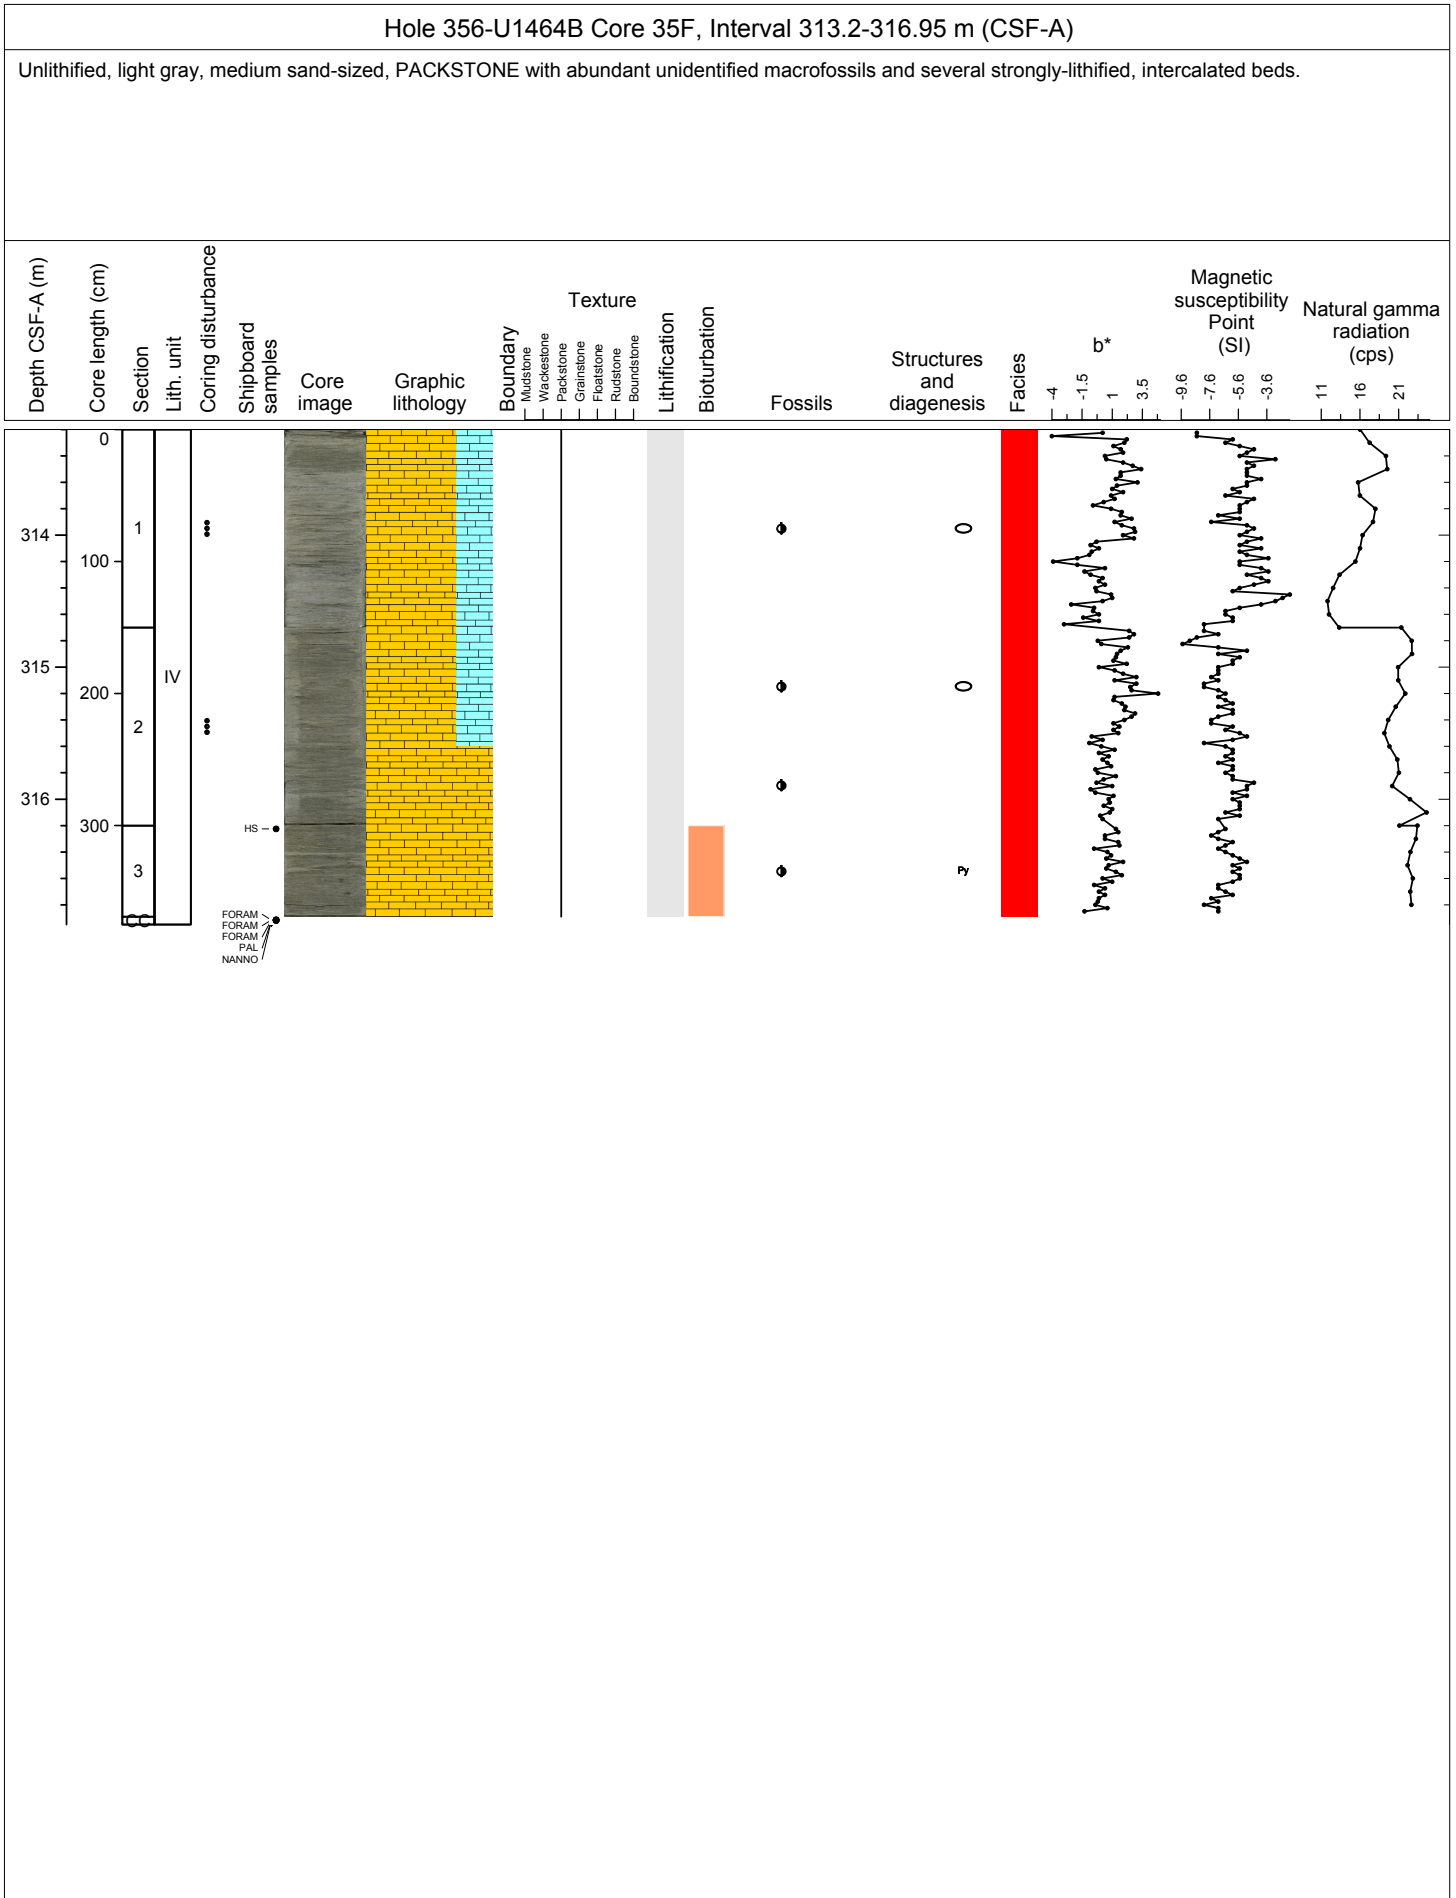 Hole 356-U1464B Core 35F, Interval 313.2-316.95 m (CSF-A)
Unlithified, light gray, medium sand-sized, PACKSTONE with abundant unidentified macrofossils and several strongly-lithified, intercalated beds.
Depth CSF-A (m)
Core length (cm)
Section
Lith. unit
Coring disturbance
Shipboard
samples
Core
image
Graphic
lithology
Boundary
Texture
Mudstone
Wackestone
Packstone
Grainstone
Floatstone
Rudstone
Boundstone
Lithification
Bioturbation
Fossils
Structures
and
diagenesis
Facies
b*
-4
-1.5
1
3.5
Magnetic
susceptibility
Point
(SI)
-9.6
-7.6
-5.6
-3.6
Natural gamma
radiation
(cps)
11
16
21
0
1
314
100
IV
315
200
2
316
300
HS
3
Py
CC
FORAM
FORAM
FORAM
PAL
NANNO